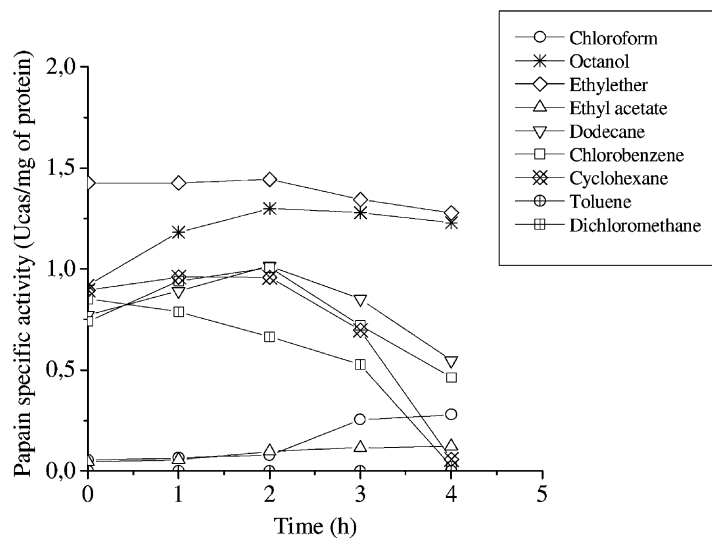 Chloroform
Octanol
Ethylether
Ethyl acetate
Dodecane
Chlorobenzene
Cyclohexane
Toluene
Dichloromethane
Papain specific activity (Ucas/mg of protein)
2,0
1,5
1,0
0,5
0,0
0 1 2 3 4 5
Time (h)